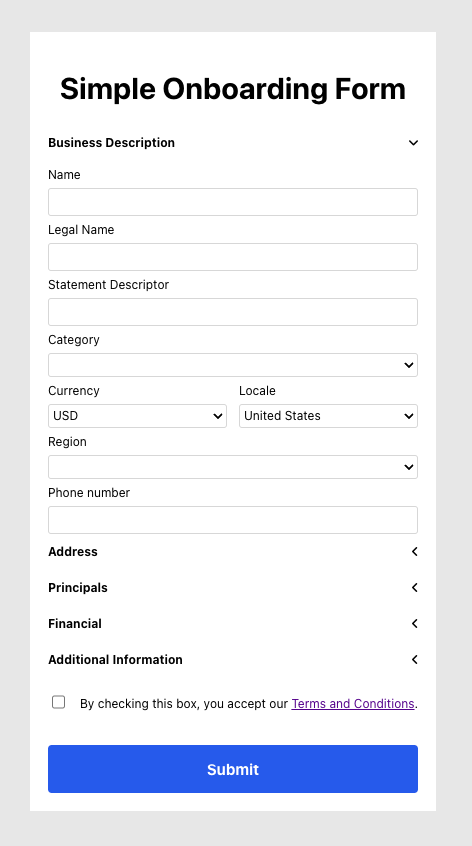 Simple Onboarding Form
Business Description
Name
Legal Name
Statement Descriptor
Category
Currency Locale
USD United States
Region
Phone number
Address
Principals
Financial
Additional Information
By checking this box, you accept our Terms and Conditions.
Submit